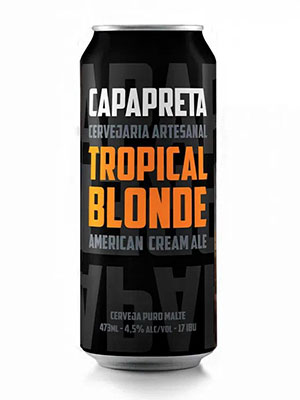 CAPAPRETA
CERVEJARIA ARTESANAL
TROPICAL
BLONDE
AMERICAN CREAM ALE
CERVEJA PURO MALTE
473ML - 4,5% ALC/VOL - 17 IBU